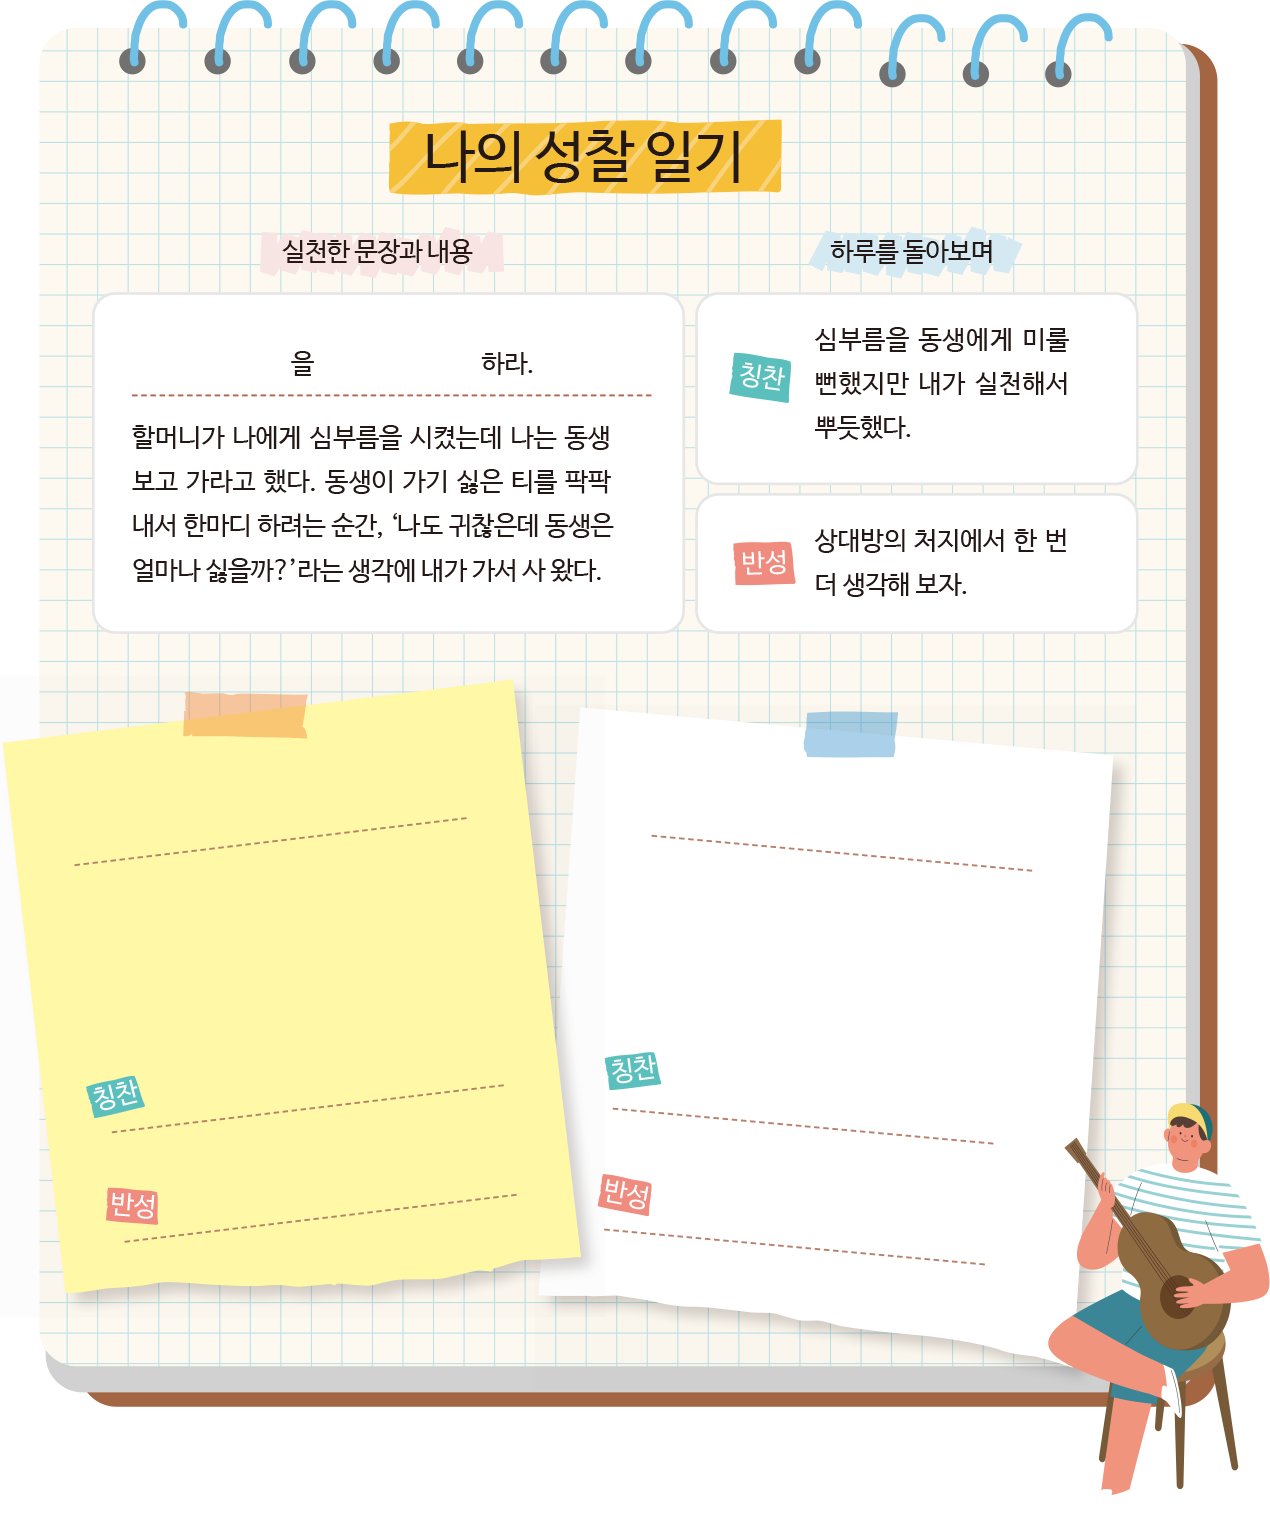 나의 성찰 일기
실천한 문장과 내용
하루를 돌아보며
을 하라.
할머니가 나에게 심부름을 시켰는데 나는 동생
보고 가라고 했다. 동생이 가기 싫은 티를 팍팍
내서 한마디 하려는 순간, ‘나도 귀찮은데 동생은
얼마나 싫을까?’라는 생각에 내가 가서 사 왔다.
칭찬
심부름을 동생에게 미룰
뻔했지만 내가 실천해서
뿌듯했다.
반성
상대방의 처지에서 한 번
더 생각해 보자.
칭찬
반성
칭찬
반성